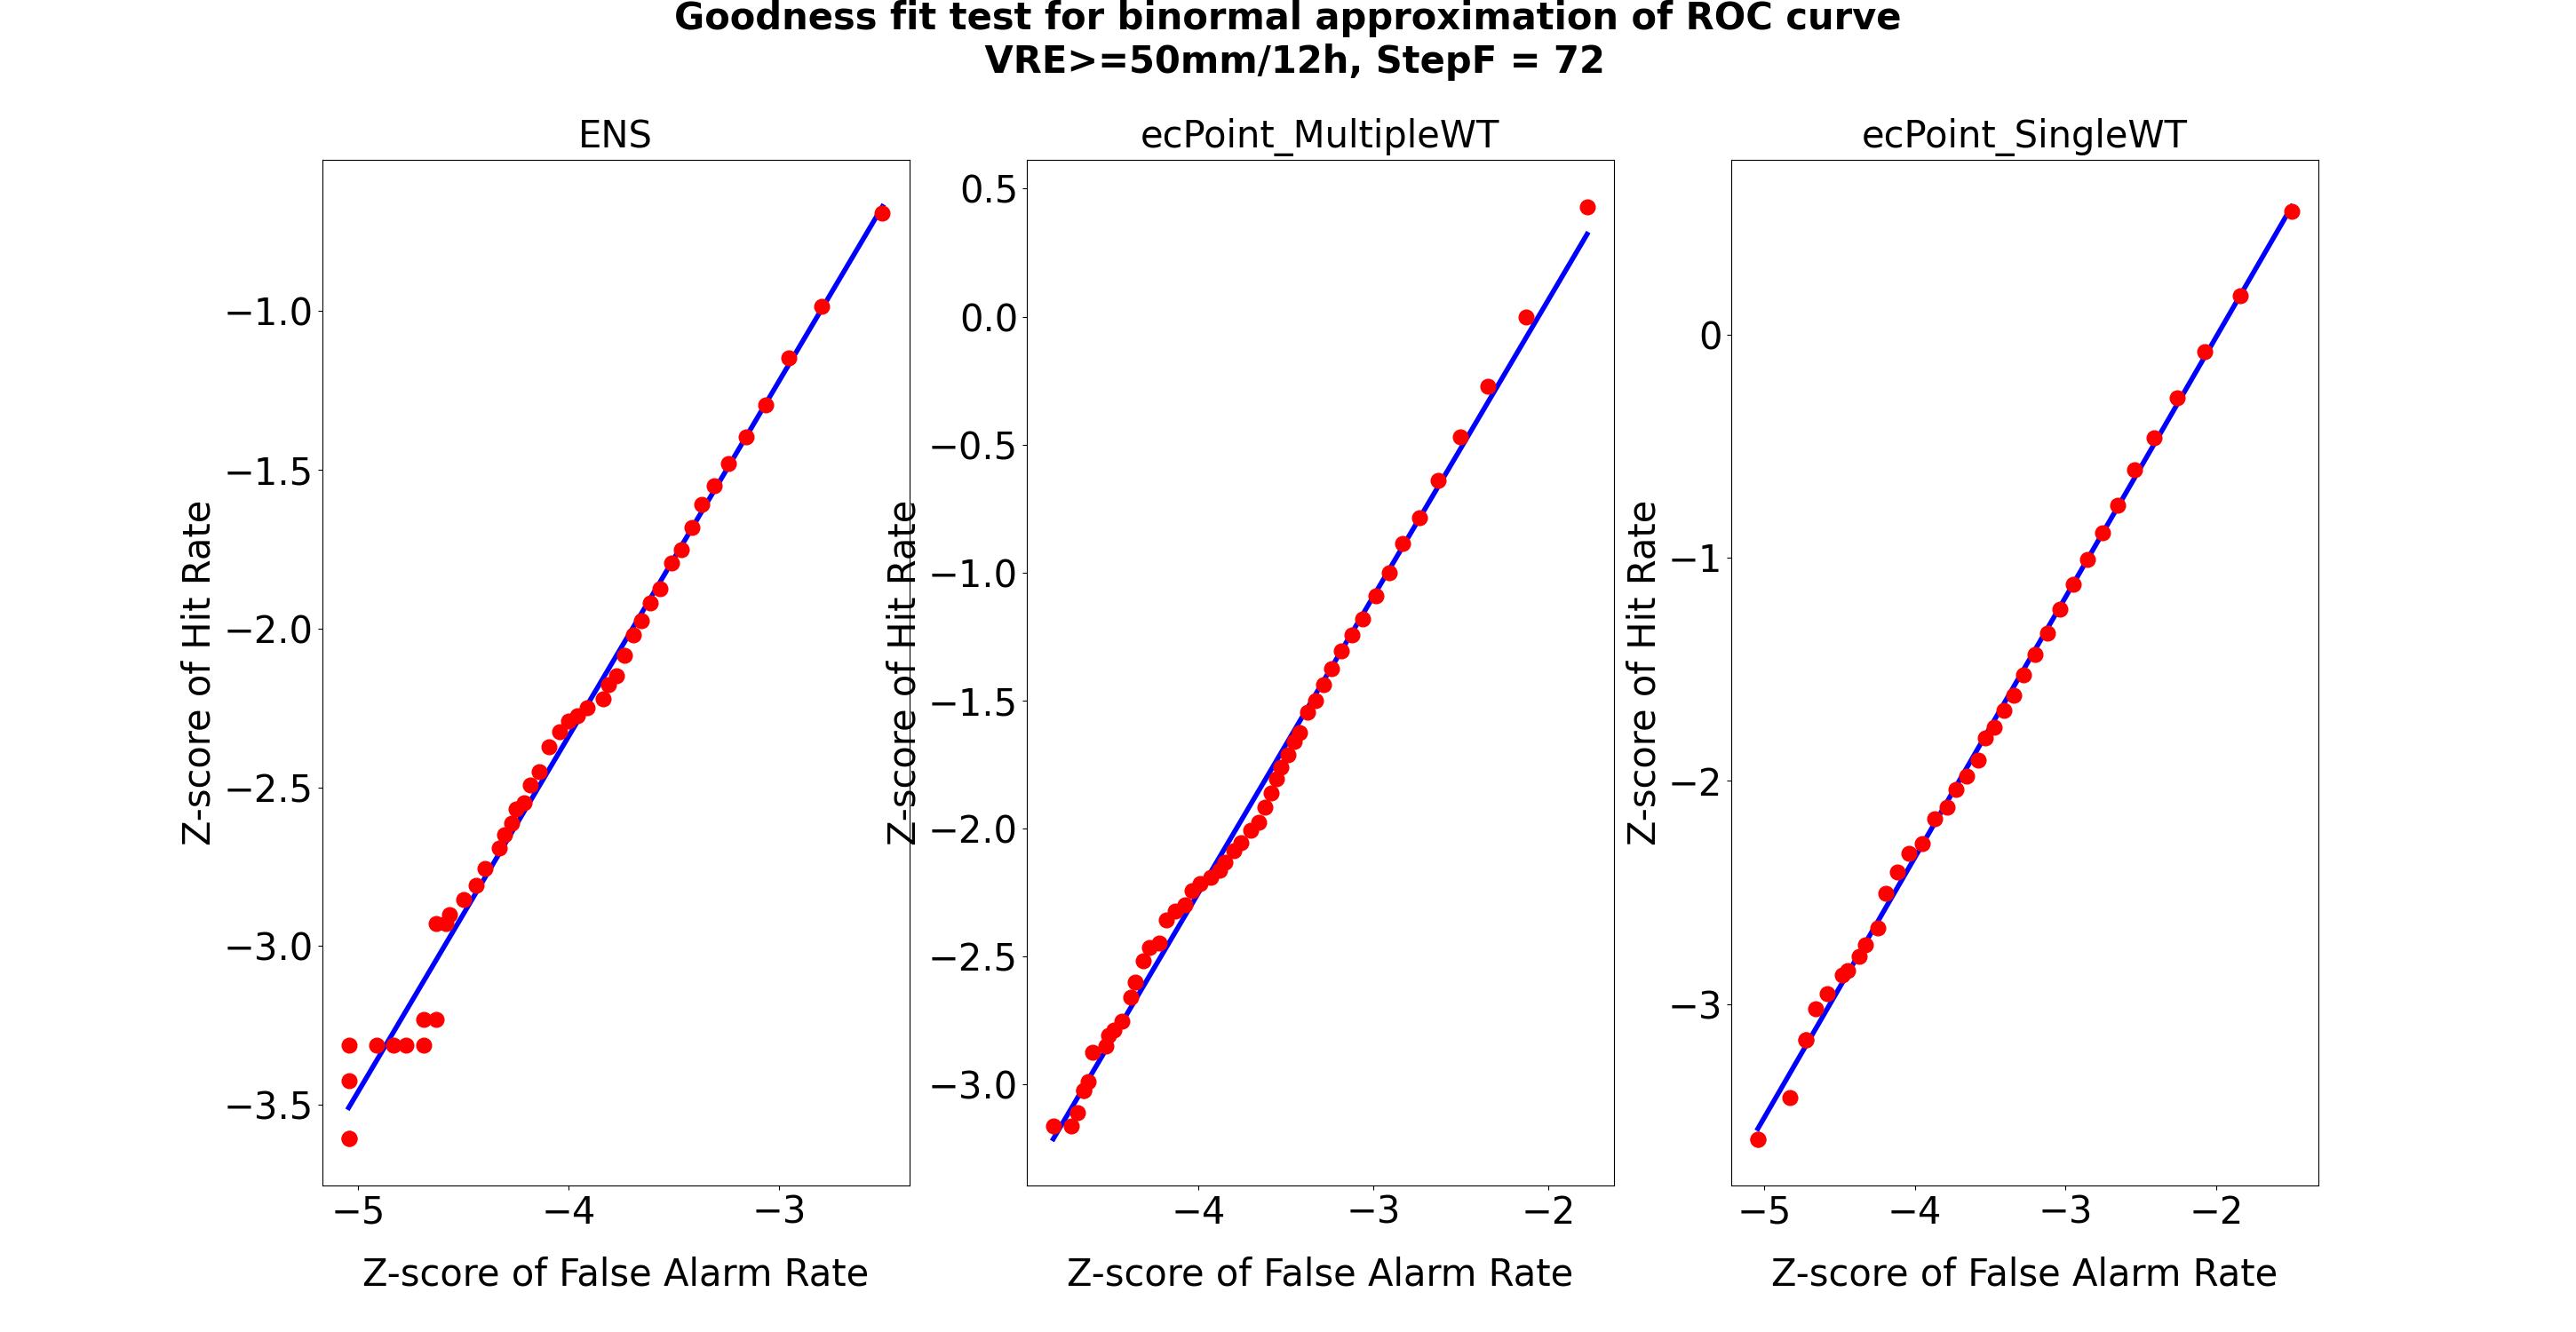 Goodness fit test for binormal approximation of ROC curve
VRE>=50mm/12h, StepF = 72
ENS
Z-score of Hit Rate
−1.0
−1.5
−2.0
−2.5
−3.0
−3.5
−5 −4 −3
Z-score of False Alarm Rate
ecPoint_MultipleWT
Z-score of Hit Rate
0.5
0.0
−0.5
−1.0
−1.5
−2.0
−2.5
−3.0
−4 −3 −2
Z-score of False Alarm Rate
ecPoint_SingleWT
Z-score of Hit Rate
0
−1
−2
−3
−5 −4 −3 −2
Z-score of False Alarm Rate